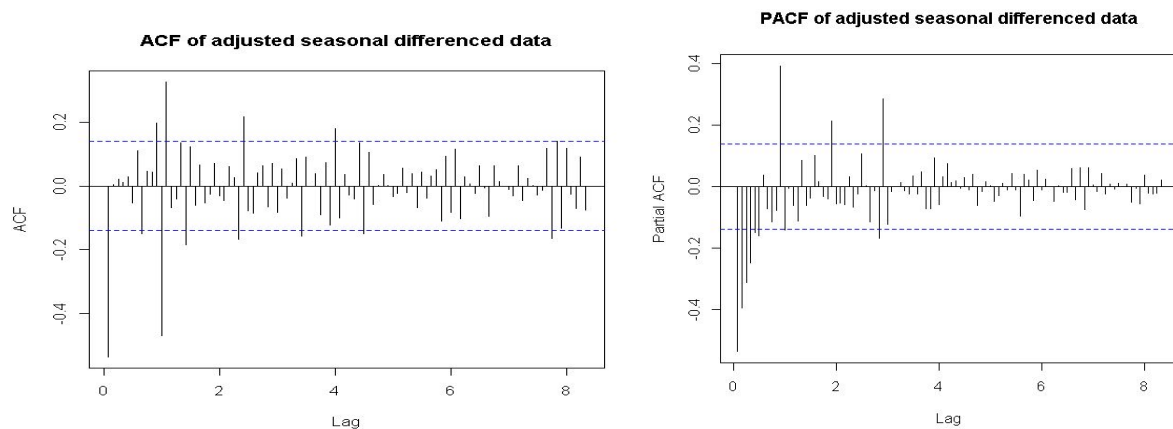 ACF of adjusted seasonal differenced data
ACF
0.2
0.0
-0.2
-0.4
0 2 4 6 8
Lag
PACF of adjusted seasonal differenced data
Partial ACF
0.4
0.2
0.0
-0.2
-0.4
0 2 4 6 8
Lag